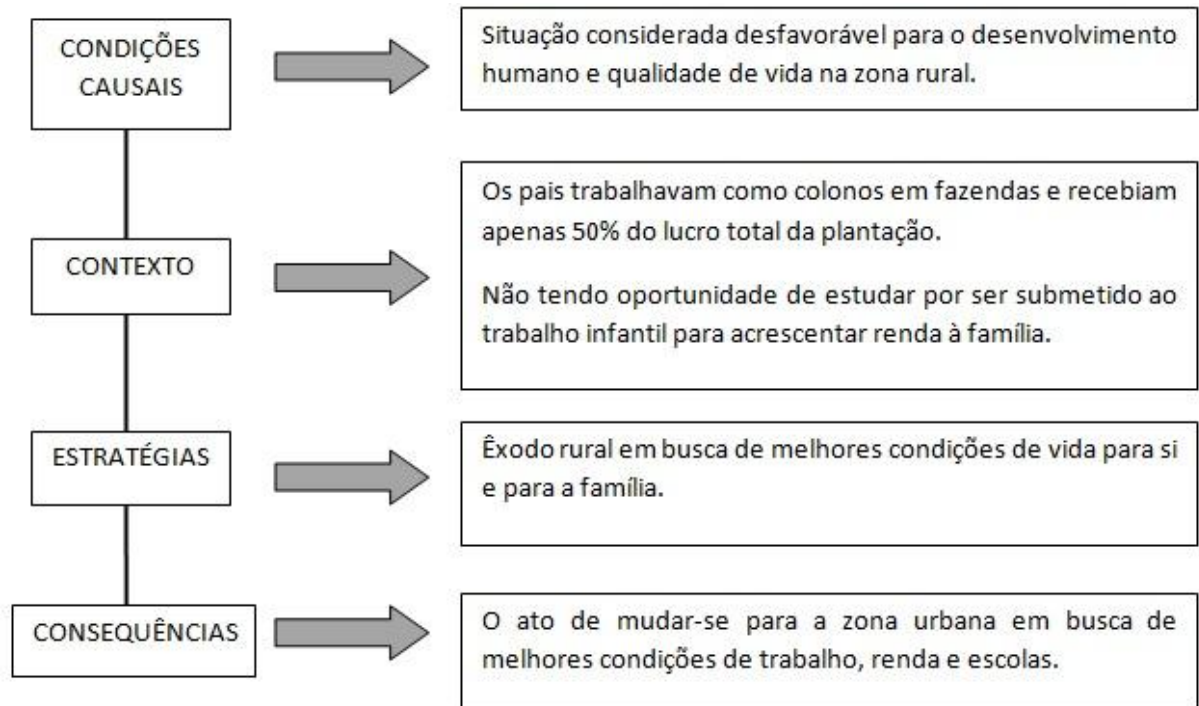 CONDIÇÕES
CAUSAIS
Situação considerada desfavorável para o desenvolvimento
humano e qualidade de vida na zona rural.
CONTEXTO
Os pais trabalhavam como colonos em fazendas e recebiam
apenas 50% do lucro total da plantação.
Não tendo oportunidade de estudar por ser submetido ao
trabalho infantil para acrescentar renda à família.
ESTRATÉGIAS
Êxodo rural em busca de melhores condições de vida para si
e para a família.
CONSEQUÊNCIAS
O ato de mudar-se para a zona urbana em busca de
melhores condições de trabalho, renda e escolas.